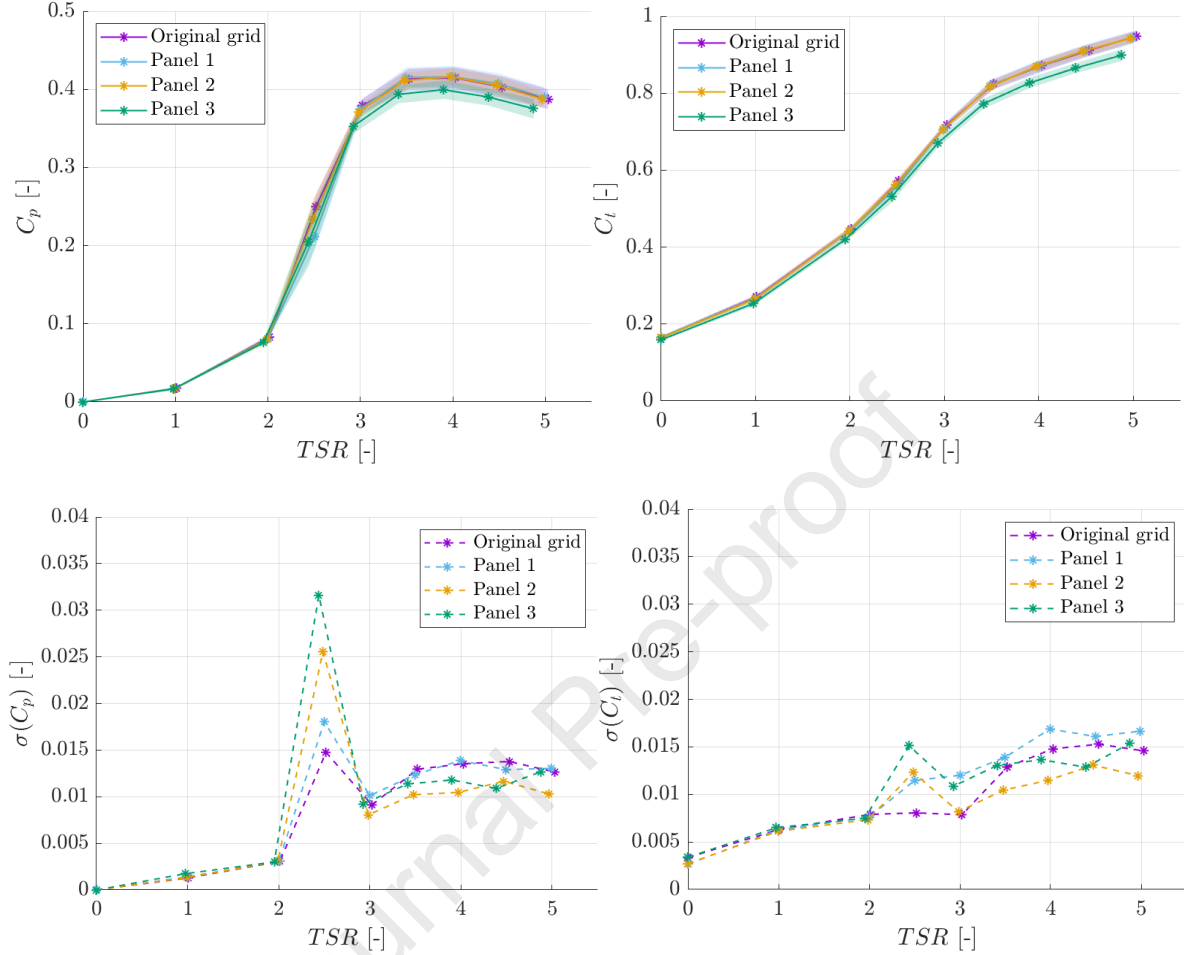 0.5
0.4
0.3
0.2
0.1
0
C_p [-]
0 1 2 3 4 5
TSR [-]
Original grid
Panel 1
Panel 2
Panel 3
1
0.8
0.6
0.4
0.2
0
C_t [-]
0 1 2 3 4 5
TSR [-]
Original grid
Panel 1
Panel 2
Panel 3
0.04
0.035
0.03
0.025
0.02
0.015
0.01
0.005
0
σ(C_p) [-]
0 1 2 3 4 5
TSR [-]
Original grid
Panel 1
Panel 2
Panel 3
0.04
0.035
0.03
0.025
0.02
0.015
0.01
0.005
0
σ(C_t) [-]
0 1 2 3 4 5
TSR [-]
Original grid
Panel 1
Panel 2
Panel 3
urnal Pre-proof